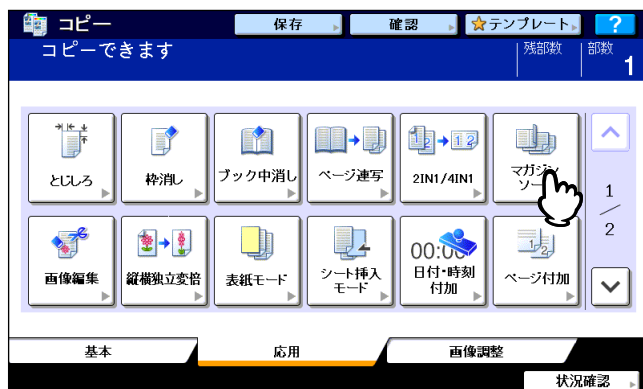 コピー
保存
確認
テンプレート
?
コピーできます
残部数
部数
1
とじしろ
枠消し
ブック中消し
ページ連写
2IN1/4IN1
マガジン
ソー
1
2
画像編集
縦横独立変倍
表紙モード
シート挿入
モード
00:00
日付・時刻
付加
ページ付加
基本
応用
画像調整
状況確認